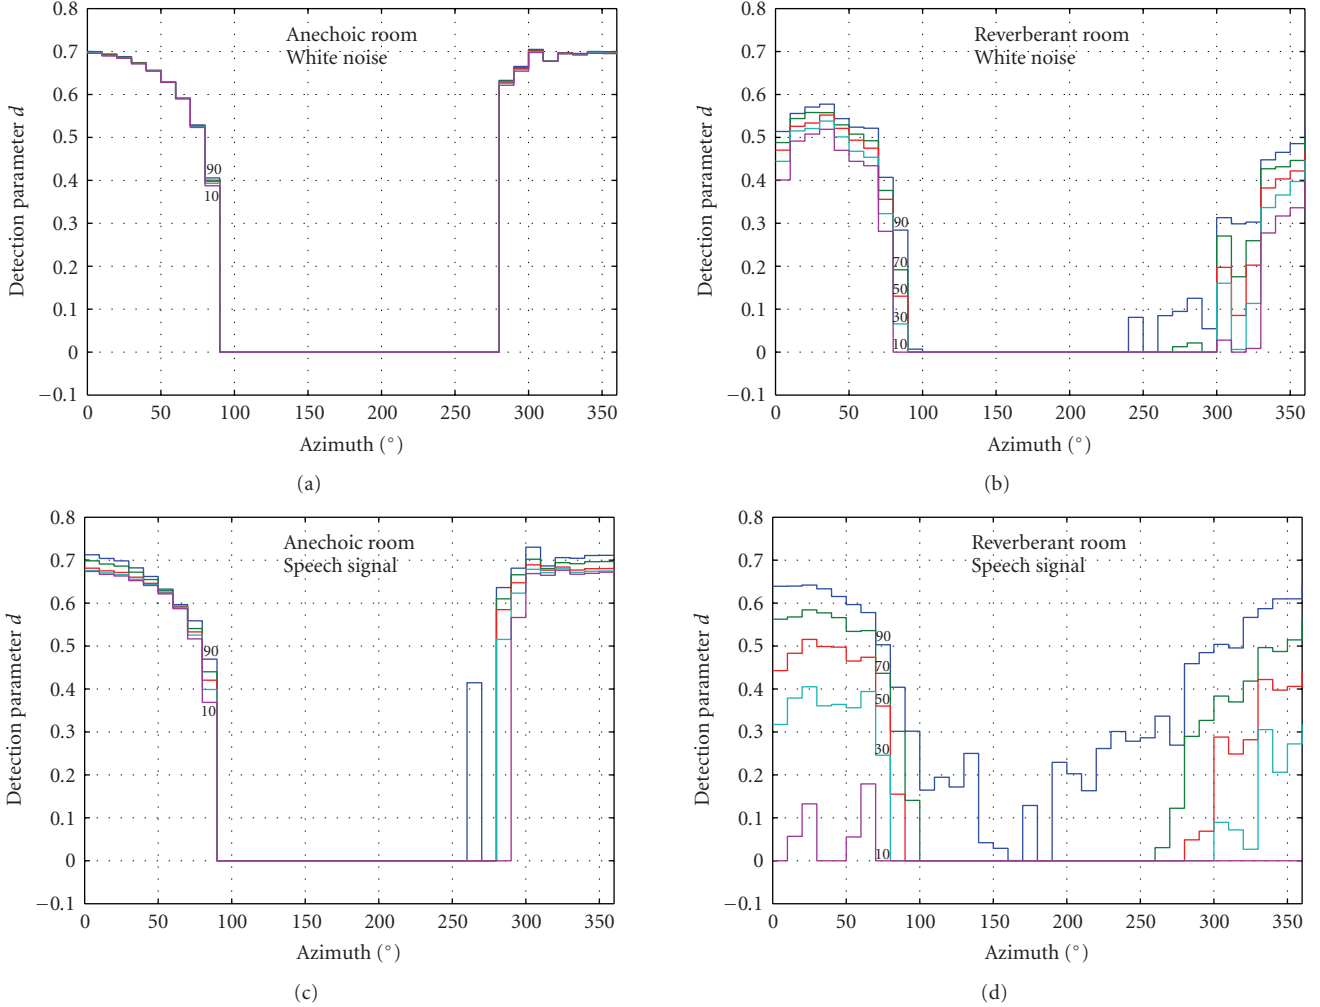 0.8
0.7
0.6
0.5
0.4
0.3
0.2
0.1
0
−0.1
Detection parameter d
Anechoic room
White noise
90
10
0 50 100 150 200 250 300 350
Azimuth (°)
(a)
0.8
0.7
0.6
0.5
0.4
0.3
0.2
0.1
0
−0.1
Detection parameter d
Reverberant room
White noise
90
70
50
30
10
0 50 100 150 200 250 300 350
Azimuth (°)
(b)
0.8
0.7
0.6
0.5
0.4
0.3
0.2
0.1
0
−0.1
Detection parameter d
Anechoic room
Speech signal
90
10
0 50 100 150 200 250 300 350
Azimuth (°)
(c)
0.8
0.7
0.6
0.5
0.4
0.3
0.2
0.1
0
−0.1
Detection parameter d
Reverberant room
Speech signal
90
70
50
30
10
0 50 100 150 200 250 300 350
Azimuth (°)
(d)